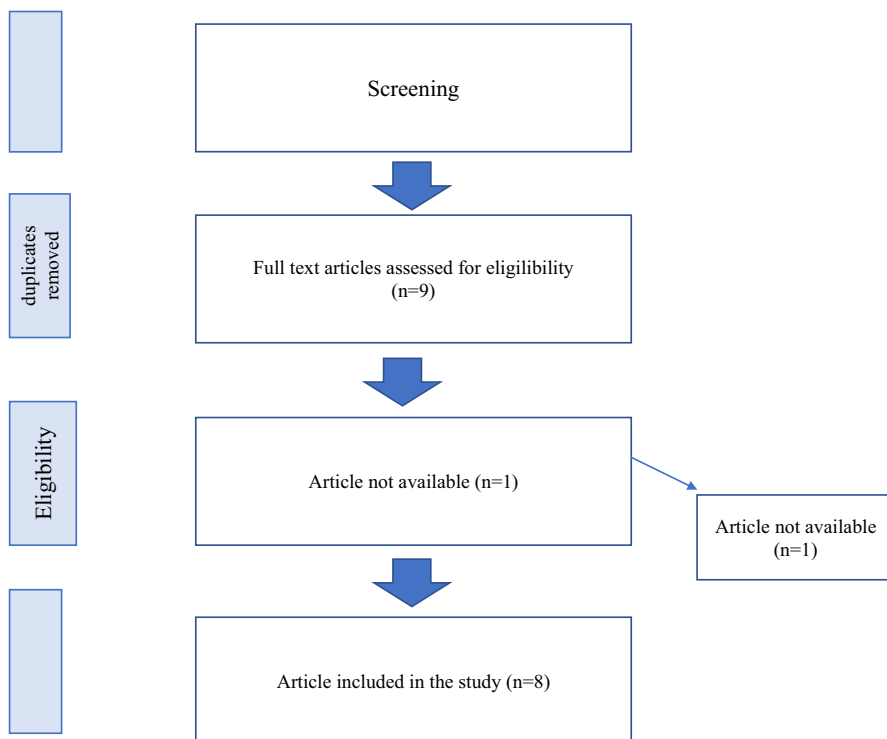 Screening
duplicates
removed
Full text articles assessed for eligilibility
(n=9)
Eligibility
Article not available (n=1)
Article not available
(n=1)
Article included in the study (n=8)